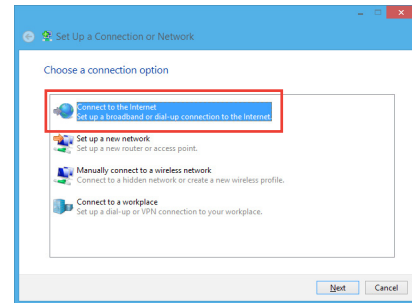 Set Up a Connection or Network
Choose a connection option
Connect to the Internet
Set up a broadband or dial-up connection to the Internet.
Set up a new network
Set up a new router or access point.
Manually connect to a wireless network
Connect to a hidden network or create a new wireless profile.
Connect to a workplace
Set up a dial-up or VPN connection to your workplace.
Next Cancel